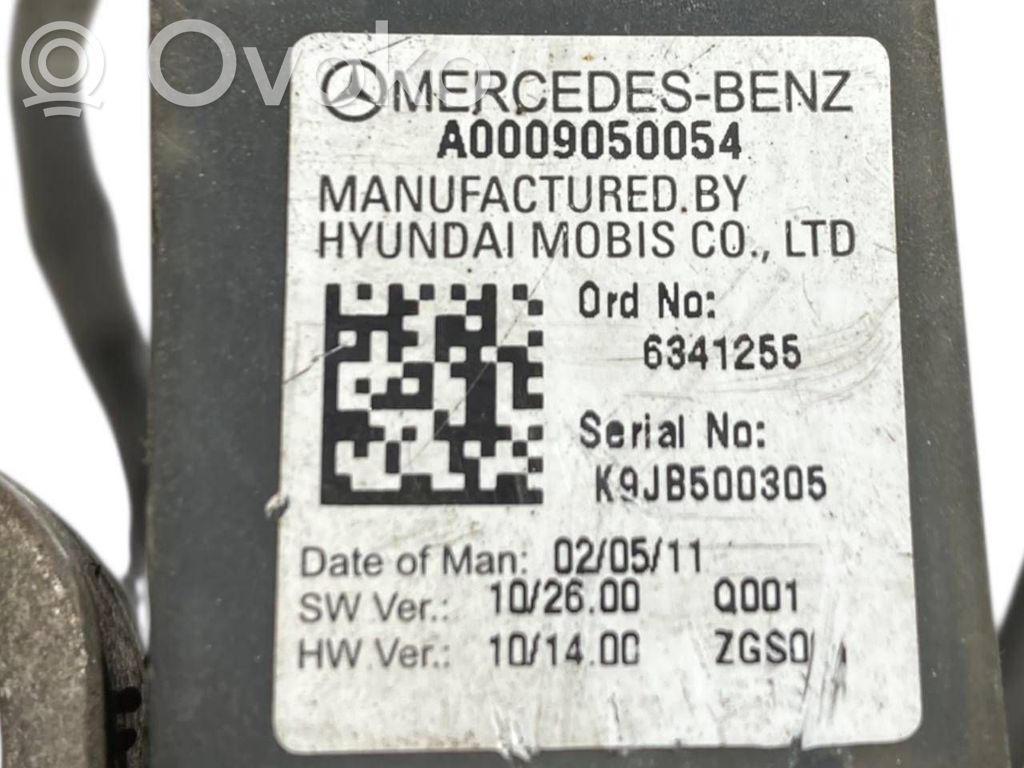 Ovoko
MERCEDES-BENZ
A0009050054
MANUFACTURED BY
HYUNDAI MOBIS CO., LTD
Ord No:
6341255
Serial No:
K9JB500305
Date of Man: 02/05/11
SW Ver.: 10/26.00 Q001
HW Ver.: 10/14.00